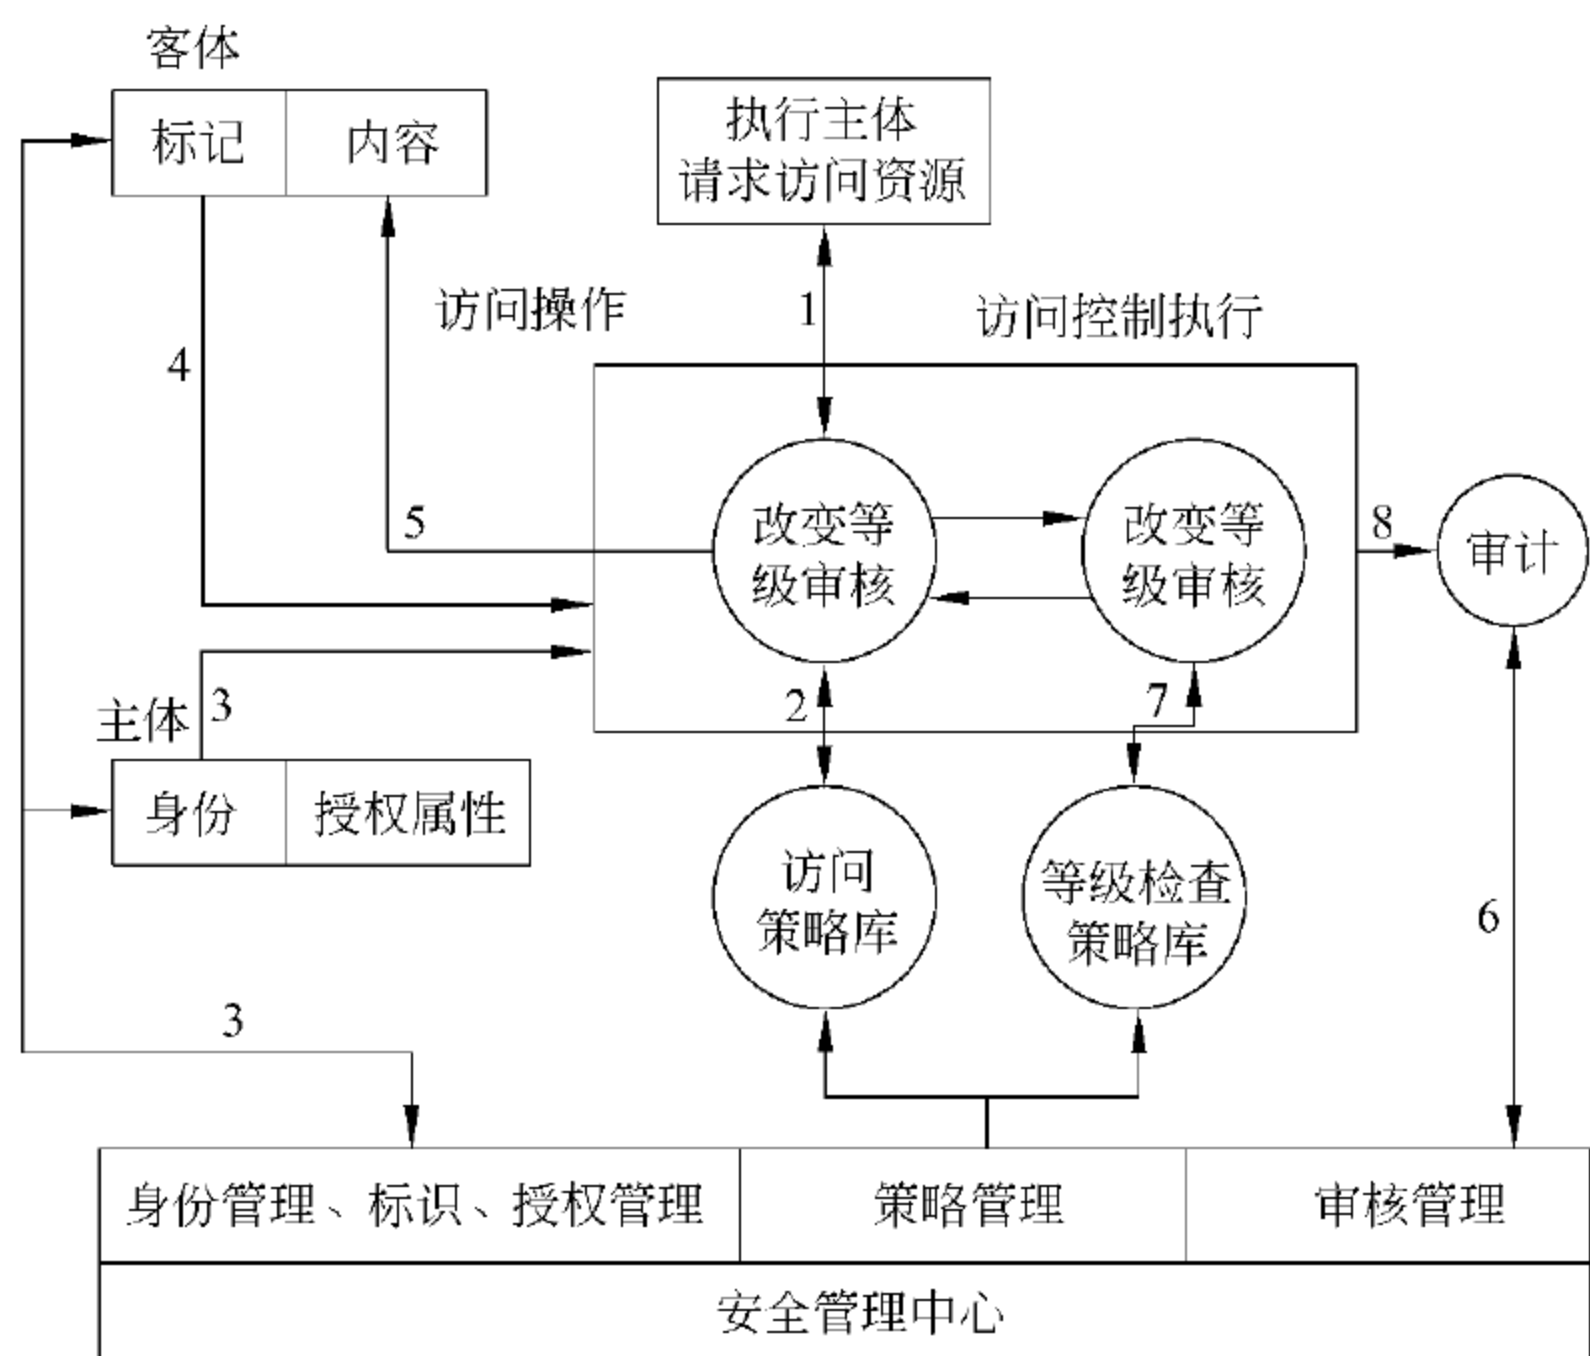 客体
标记
内容
执行主体
请求访问资源
访问操作
1
访问控制执行
4
5
改变等
级审核
改变等
级审核
8
审计
主体
3
2
7
身份
授权属性
访问
策略库
等级检查
策略库
6
3
身份管理、标识、授权管理
策略管理
审核管理
安全管理中心